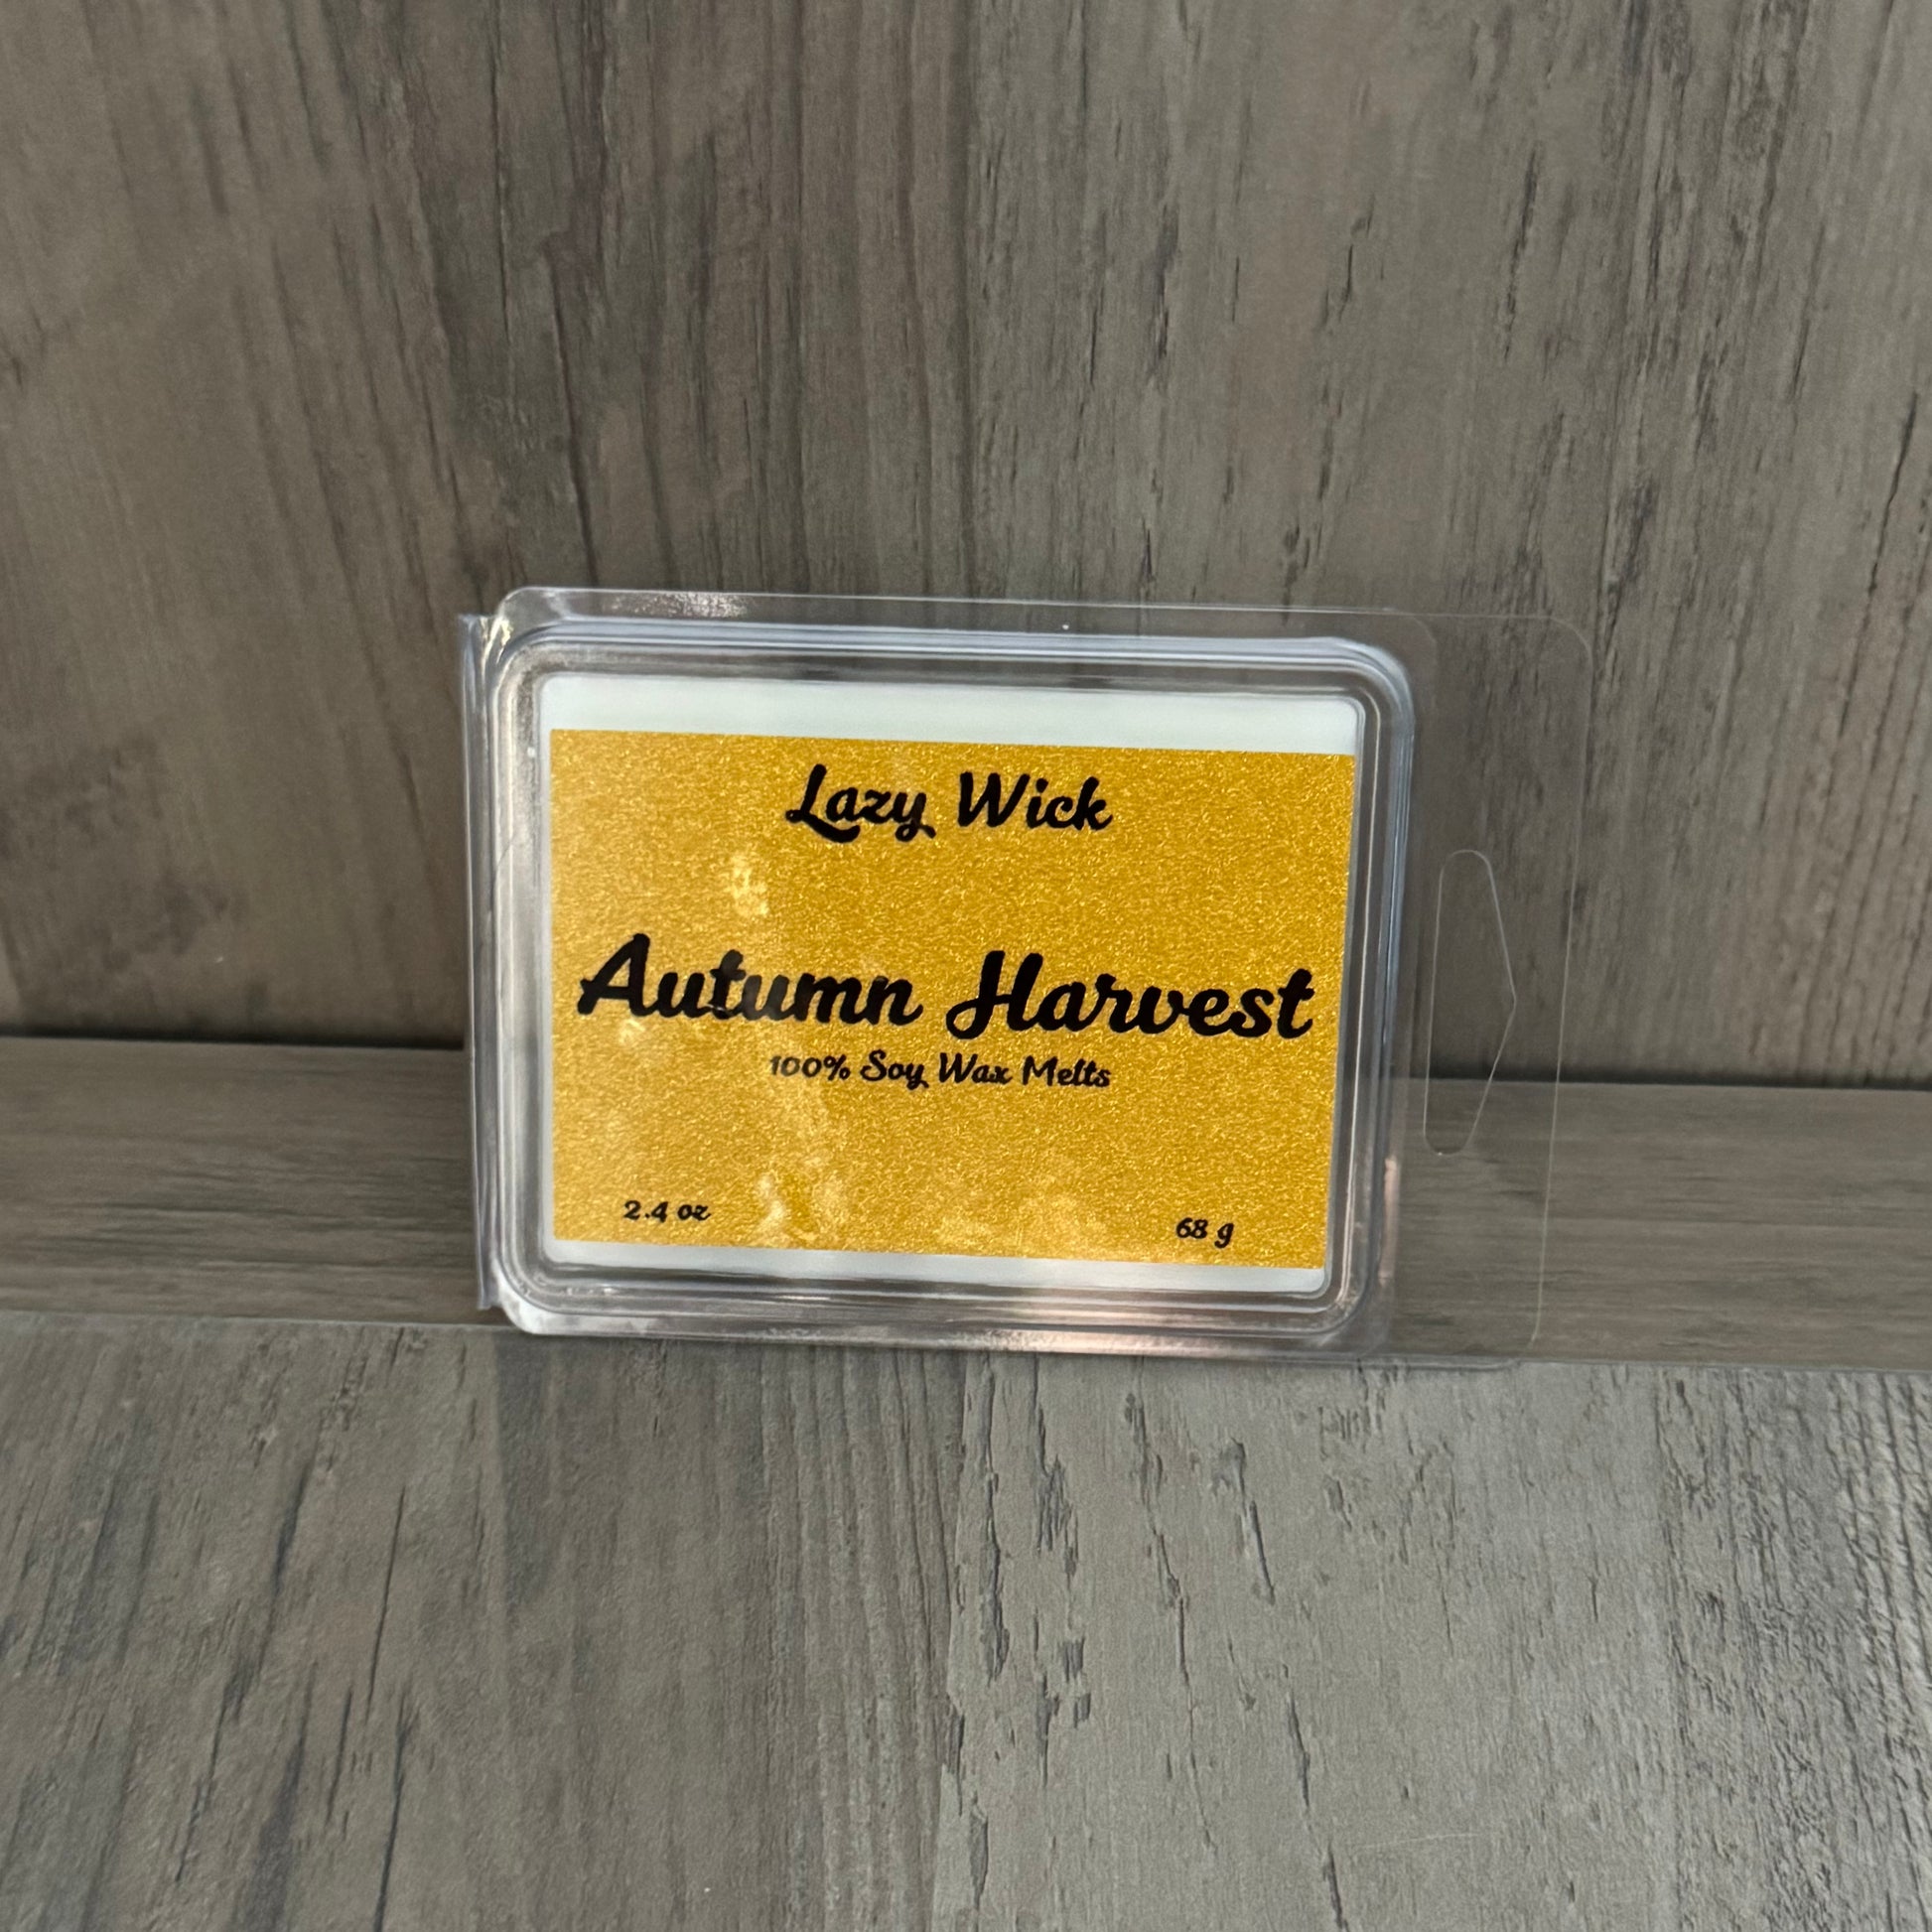 Lazy Wick
Autumn Harvest
100% Soy Wax Melts
2.4 oz
68 g